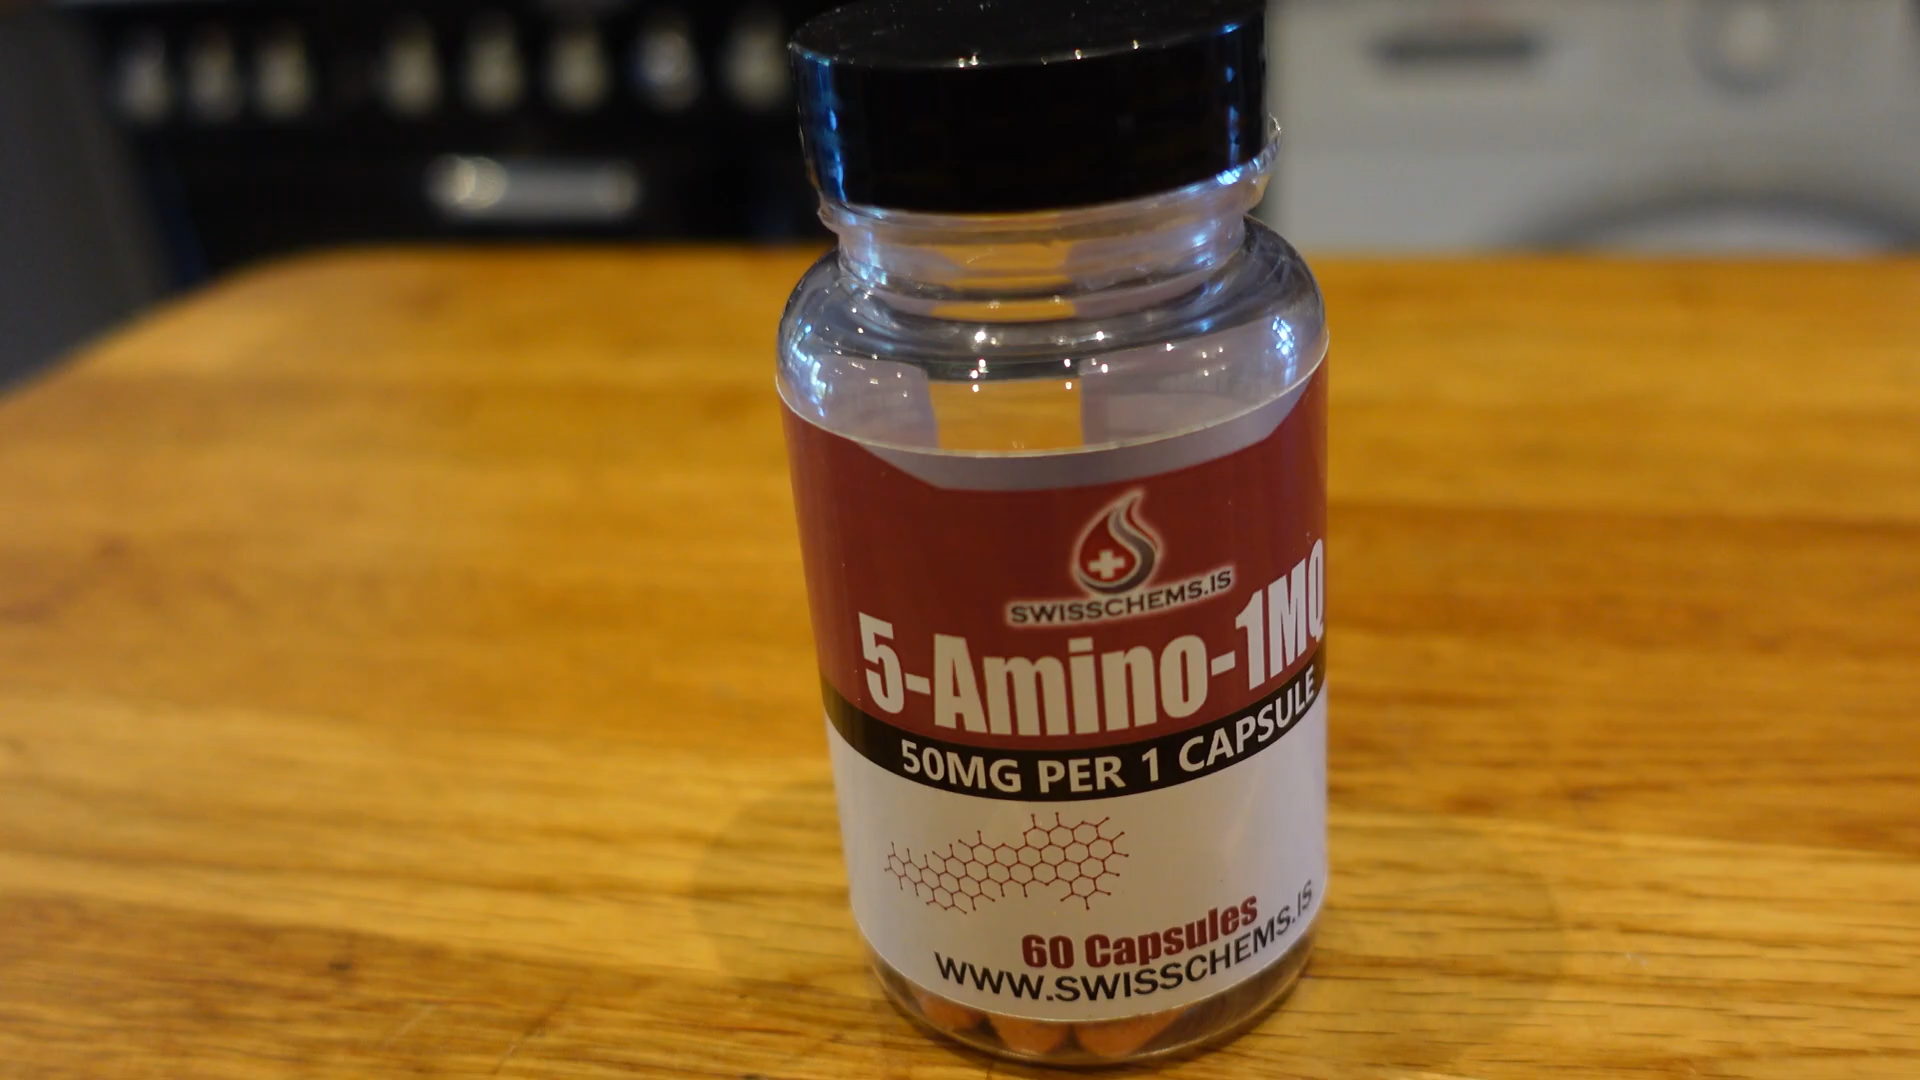 SWISSCHEMS.IS
5-Amino-1MQ
50MG PER 1 CAPSULE
60 Capsules
WWW.SWISSCHEMS.IS